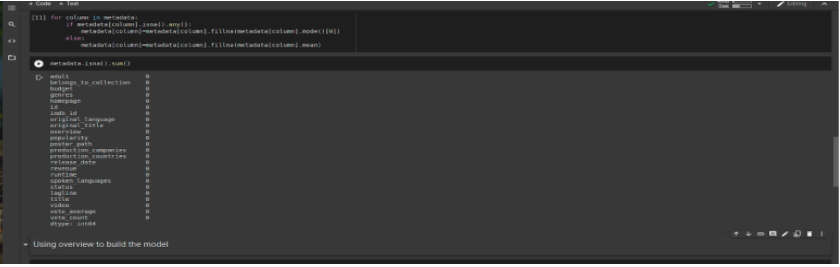 + Code + Text
Editing
[11] for column in metadata:
if metadata[column].isna().any():
metadata[column]=metadata[column].fillna(metadata[column].mode()[0])
else:
metadata[column]=metadata[column].fillna(metadata[column].mean)
metadata.isna().sum()
adult 0
belongs_to_collection 0
budget 0
genres 0
homepage 0
id 0
imdb_id 0
original_language 0
original_title 0
overview 0
popularity 0
poster_path 0
production_companies 0
production_countries 0
release_date 0
revenue 0
runtime 0
spoken_languages 0
status 0
tagline 0
title 0
video 0
vote_average 0
vote_count 0
dtype: int64
Using overview to build the model